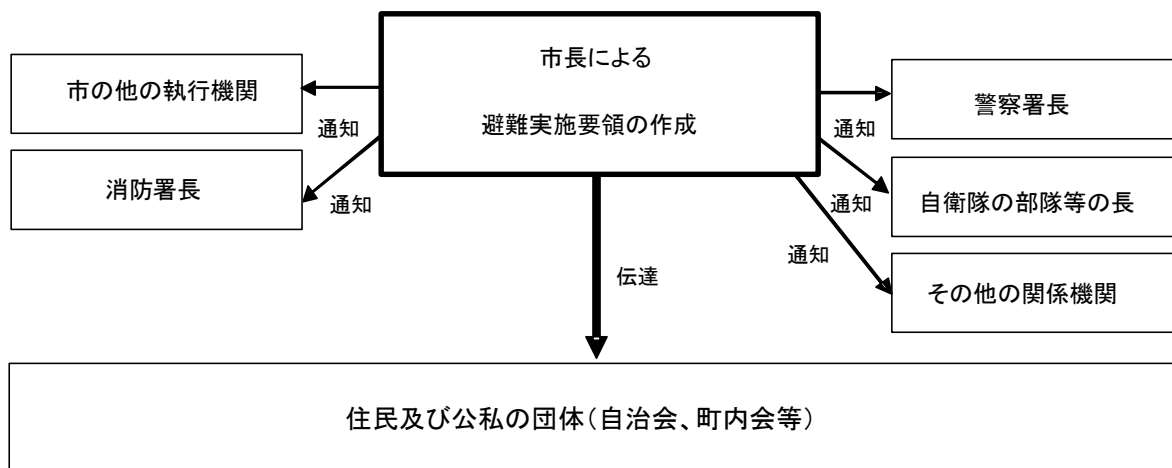 市長による
避難実施要領の作成
市の他の執行機関
通知
消防署長
通知
警察署長
通知
自衛隊の部隊等の長
通知
その他の関係機関
通知
伝達
住民及び公私の団体(自治会、町内会等)